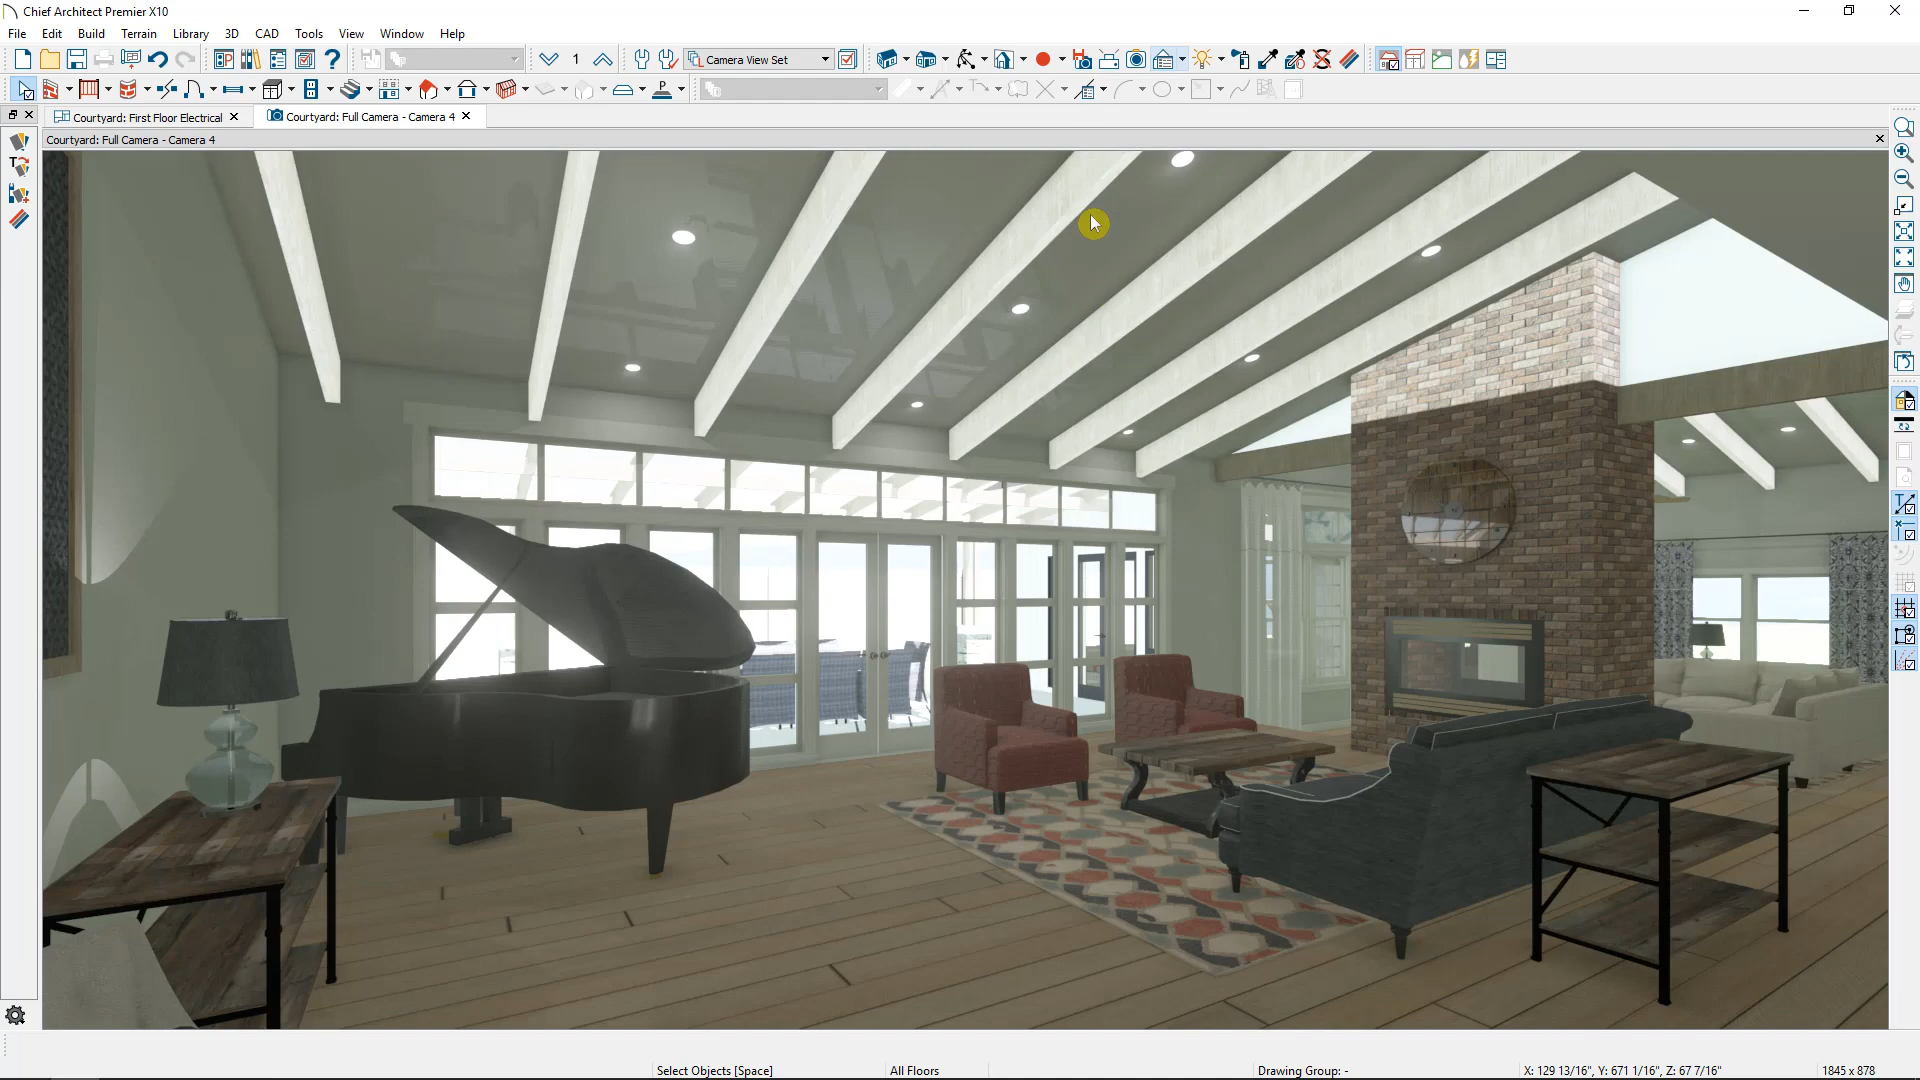 Chief Architect Premier X10
File Edit Build Terrain Library 3D CAD Tools View Window Help
1 Camera View Set
P
Courtyard: First Floor Electrical Courtyard: Full Camera - Camera 4
Courtyard: Full Camera - Camera 4
Select Objects [Space] All Floors Drawing Group: - X: 129 13/16", Y: 671 1/16", Z: 67 7/16" 1845 x 878